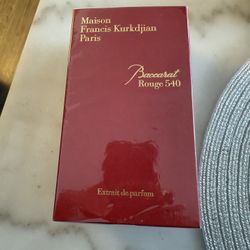 Maison
Francis Kurkdjian
Paris
Baccarat
Rouge 540
Extrait de parfum